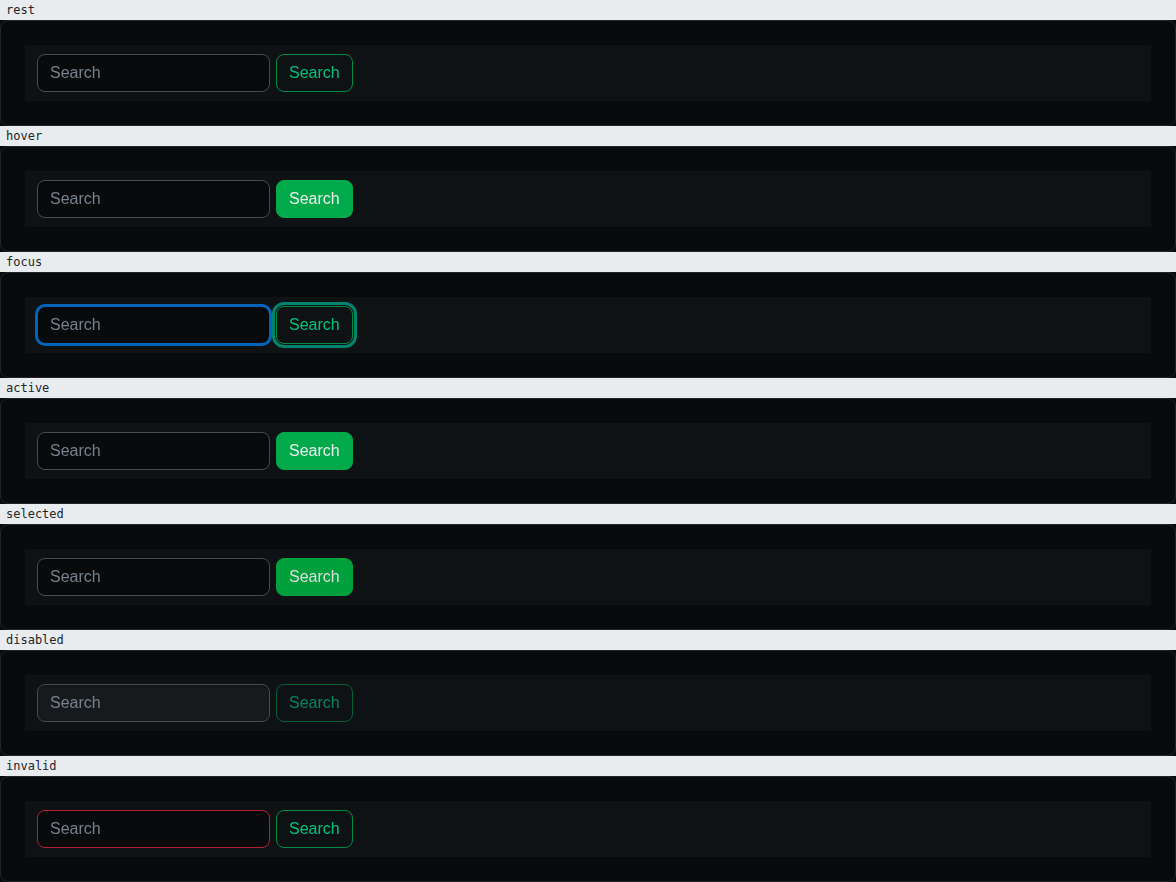 rest
Search Search
hover
Search Search
focus
Search Search
active
Search Search
selected
Search Search
disabled
Search Search
invalid
Search Search